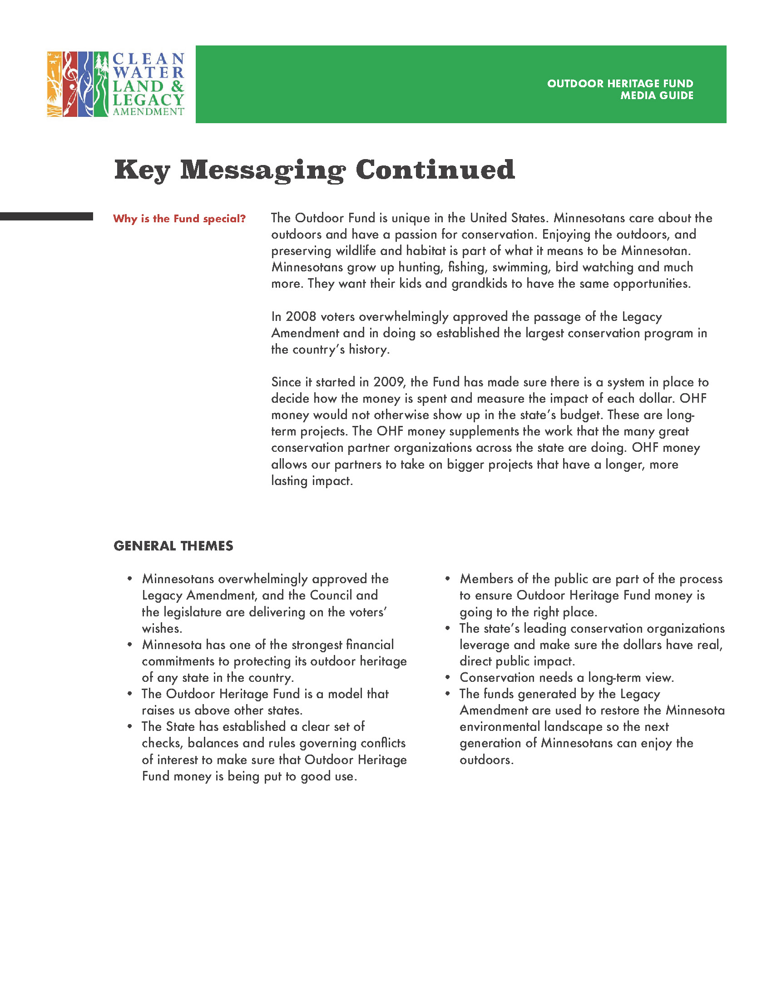 CLEAN
WATER
LAND &
LEGACY
AMENDMENT
OUTDOOR HERITAGE FUND
MEDIA GUIDE
Key Messaging Continued
Why is the Fund special?
The Outdoor Fund is unique in the United States. Minnesotans care about the
outdoors and have a passion for conservation. Enjoying the outdoors, and
preserving wildlife and habitat is part of what it means to be Minnesotan.
Minnesotans grow up hunting, fishing, swimming, bird watching and much
more. They want their kids and grandkids to have the same opportunities.
In 2008 voters overwhelmingly approved the passage of the Legacy
Amendment and in doing so established the largest conservation program in
the country's history.
Since it started in 2009, the Fund has made sure there is a system in place to
decide how the money is spent and measure the impact of each dollar. OHF
money would not otherwise show up in the state's budget. These are long-
term projects. The OHF money supplements the work that the many great
conservation partner organizations across the state are doing. OHF money
allows our partners to take on bigger projects that have a longer, more
lasting impact.
GENERAL THEMES
• Minnesotans overwhelmingly approved the
Legacy Amendment, and the Council and
the legislature are delivering on the voters'
wishes.
• Minnesota has one of the strongest financial
commitments to protecting its outdoor heritage
of any state in the country.
• The Outdoor Heritage Fund is a model that
raises us above other states.
• The State has established a clear set of
checks, balances and rules governing conflicts
of interest to make sure that Outdoor Heritage
Fund money is being put to good use.
• Members of the public are part of the process
to ensure Outdoor Heritage Fund money is
going to the right place.
• The state's leading conservation organizations
leverage and make sure the dollars have real,
direct public impact.
• Conservation needs a long-term view.
• The funds generated by the Legacy
Amendment are used to restore the Minnesota
environmental landscape so the next
generation of Minnesotans can enjoy the
outdoors.